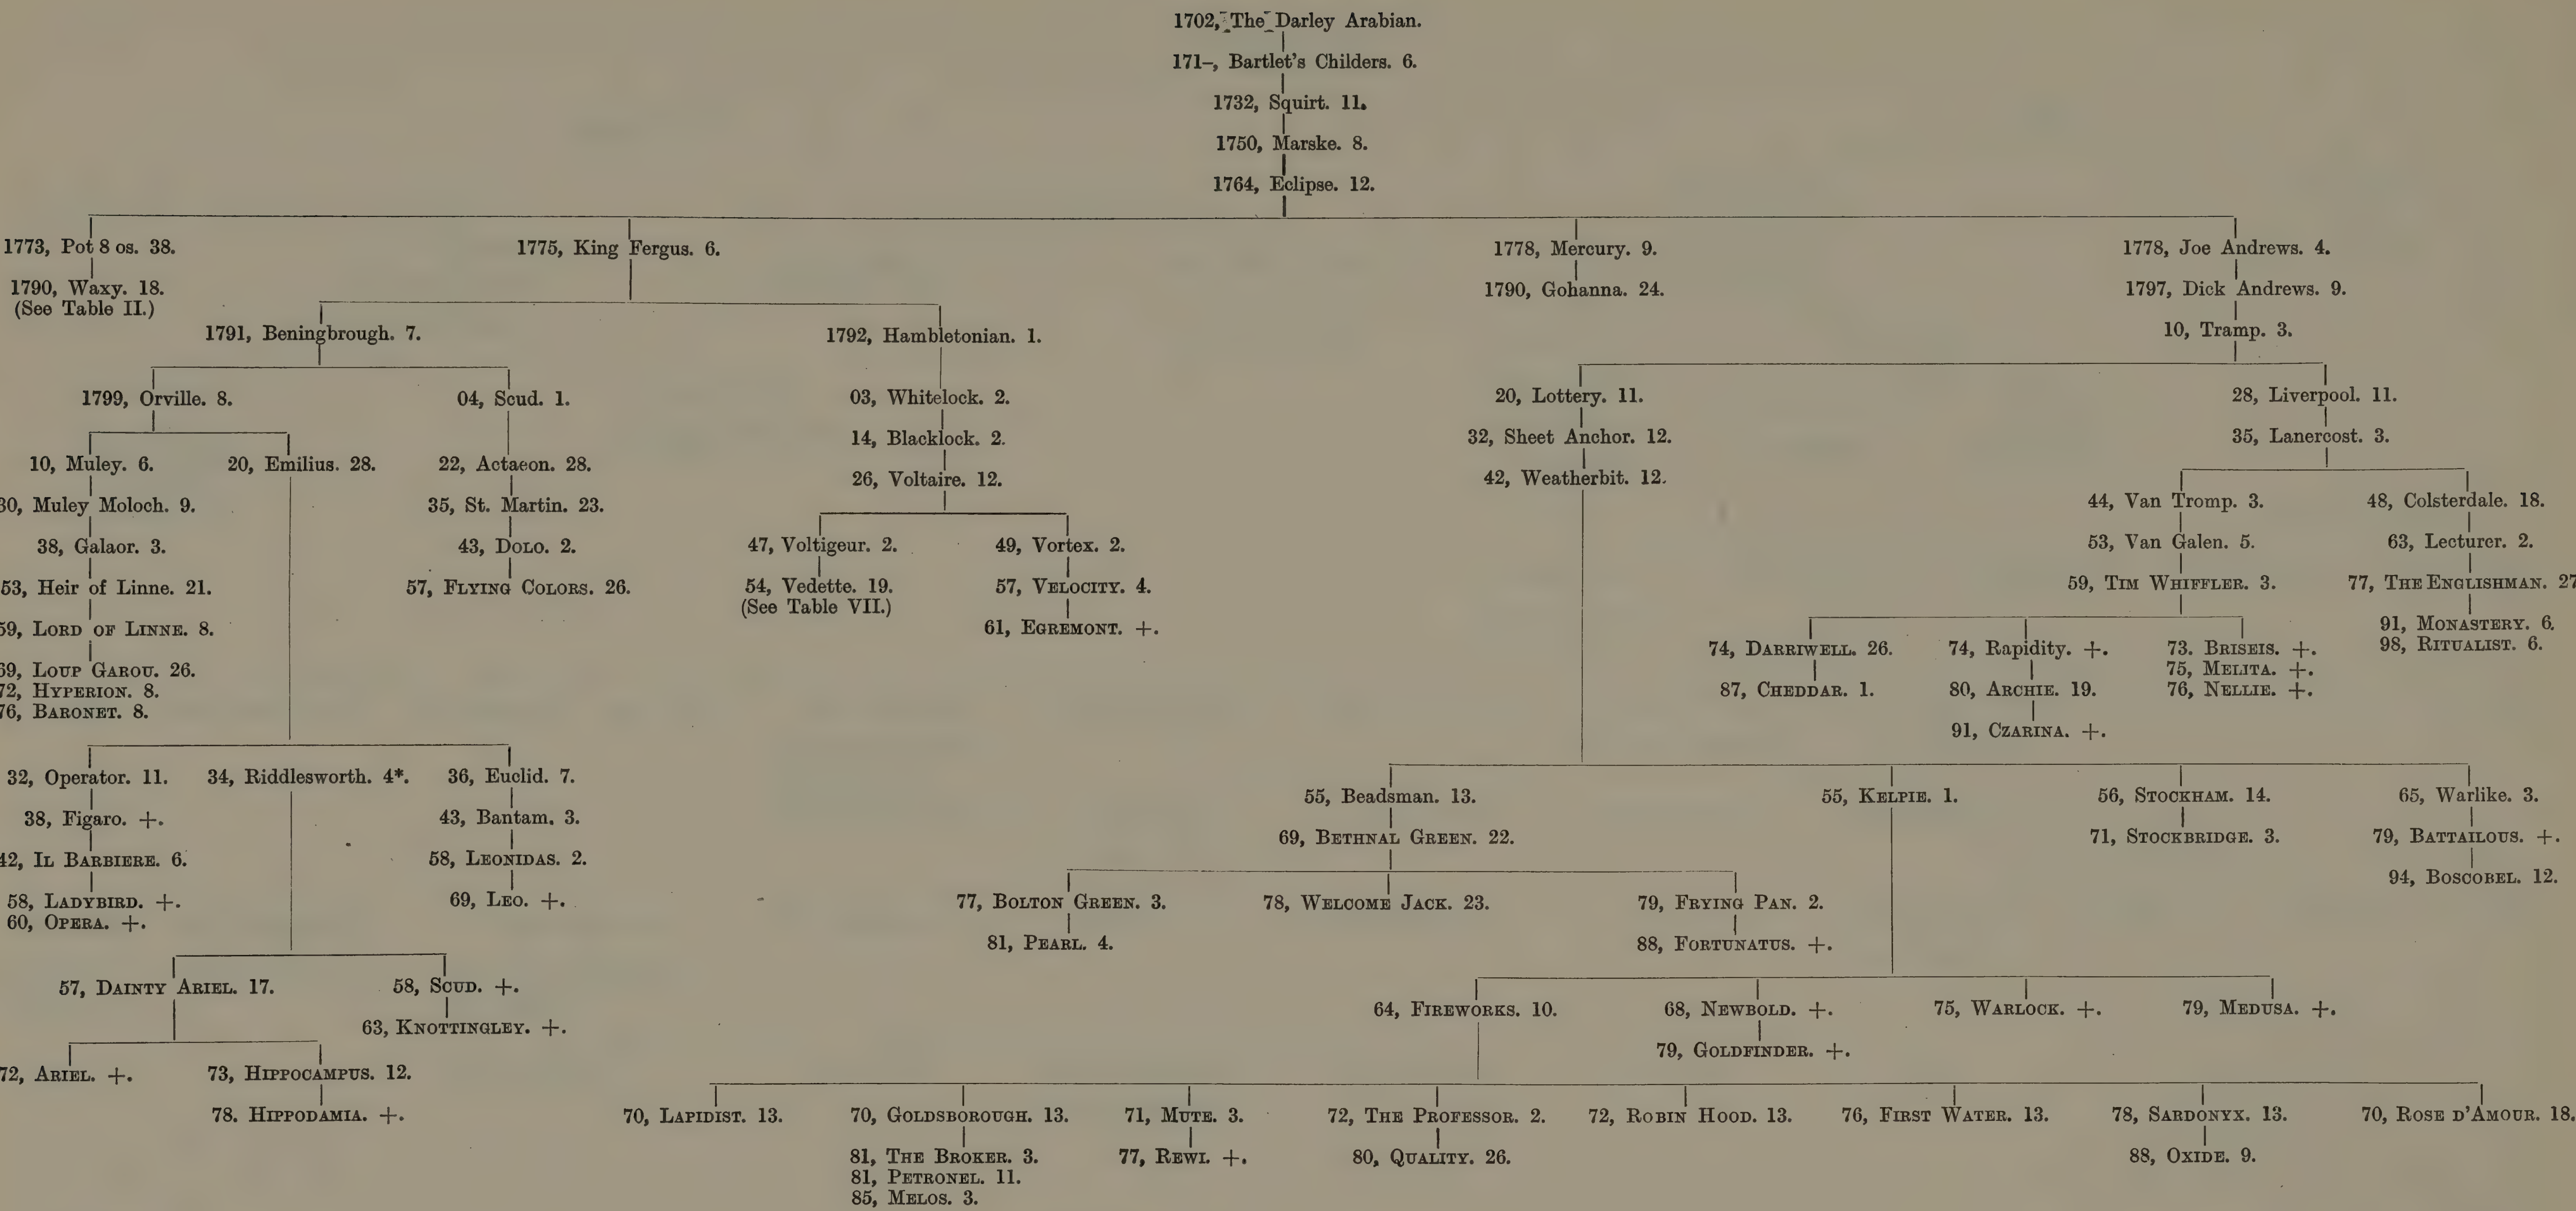 1702, The Darley Arabian.
171–, Bartlet's Childers. 6.
1732, Squirt. 11.
1750, Marske. 8.
1764, Eclipse. 12.
1773, Pot 8 os. 38.
1775, King Fergus. 6.
1778, Mercury. 9.
1778, Joe Andrews. 4.
1790, Waxy. 18.
(See Table II.)
1790, Gohanna. 24.
1797, Dick Andrews. 9.
1791, Beningbrough. 7.
1792, Hambletonian. 1.
10, Tramp. 3.
1799, Orville. 8.
04, Scud. 1.
03, Whitelock. 2.
20, Lottery. 11.
28, Liverpool. 11.
14, Blacklock. 2.
32, Sheet Anchor. 12.
35, Lanercost. 3.
10, Muley. 6.
20, Emilius. 28.
22, Actaeon. 28.
26, Voltaire. 12.
42, Weatherbit. 12.
30, Muley Moloch. 9.
35, St. Martin. 23.
44, Van Tromp. 3.
48, Colsterdale. 18.
38, Galaor. 3.
43, DOLO. 2.
47, Voltigeur. 2.
49, Vortex. 2.
53, Van Galen. 5.
63, Lecturer. 2.
53, Heir of Linne. 21.
57, FLYING COLORS. 26.
54, Vedette. 19.
(See Table VII.)
57, VELOCITY. 4.
59, TIM WHIFFLER. 3.
77, THE ENGLISHMAN. 27
59, LORD OF LINNE. 8.
61, EGREMONT. +.
91, MONASTERY. 6.
98, RITUALIST. 6.
69, LOUP GAROU. 26.
72, HYPERION. 8.
76, BARONET. 8.
74, DARRIWELL. 26.
74, Rapidity. +.
73. BRISEIS. +.
75, MELITA. +.
76, NELLIE. +.
87, CHEDDAR. 1.
80, ARCHIE. 19.
91, CZARINA. +.
32, Operator. 11.
34, Riddlesworth. 4*.
36, Euclid. 7.
55, Beadsman. 13.
55, KELPIE. 1.
56, STOCKHAM. 14.
65, Warlike. 3.
38, Figaro. +.
43, Bantam. 3.
69, BETHNAL GREEN. 22.
71, STOCKBRIDGE. 3.
79, BATTAILOUS. +.
42, IL BARBIERE. 6.
58, LEONIDAS. 2.
94, BOSCOBEL. 12.
58, LADYBIRD. +.
60, OPERA. +.
69, LEO. +.
77, BOLTON GREEN. 3.
78, WELCOME JACK. 23.
79, FRYING PAN. 2.
81, PEARL. 4.
88, FORTUNATUS. +.
57, DAINTY ARIEL. 17.
58, SCUD. +.
64, FIREWORKS. 10.
68, NEWBOLD. +.
75, WARLOCK. +.
79, MEDUSA. +.
63, KNOTTINGLEY. +.
79, GOLDFINDER. +.
72, ARIEL. +.
73, HIPPOCAMPUS. 12.
78. HIPPODAMIA. +.
70, LAPIDIST. 13.
70, GOLDSBOROUGH. 13.
71, MUTE. 3.
72, THE PROFESSOR. 2.
72, ROBIN HOOD. 13.
76, FIRST WATER. 13.
78, SARDONYX. 13.
70, ROSE D'AMOUR. 18.
81, THE BROKER. 3.
81, PETRONEL. 11.
85, MELOS. 3.
77, REWI. +.
80, QUALITY. 26.
88, OXIDE. 9.